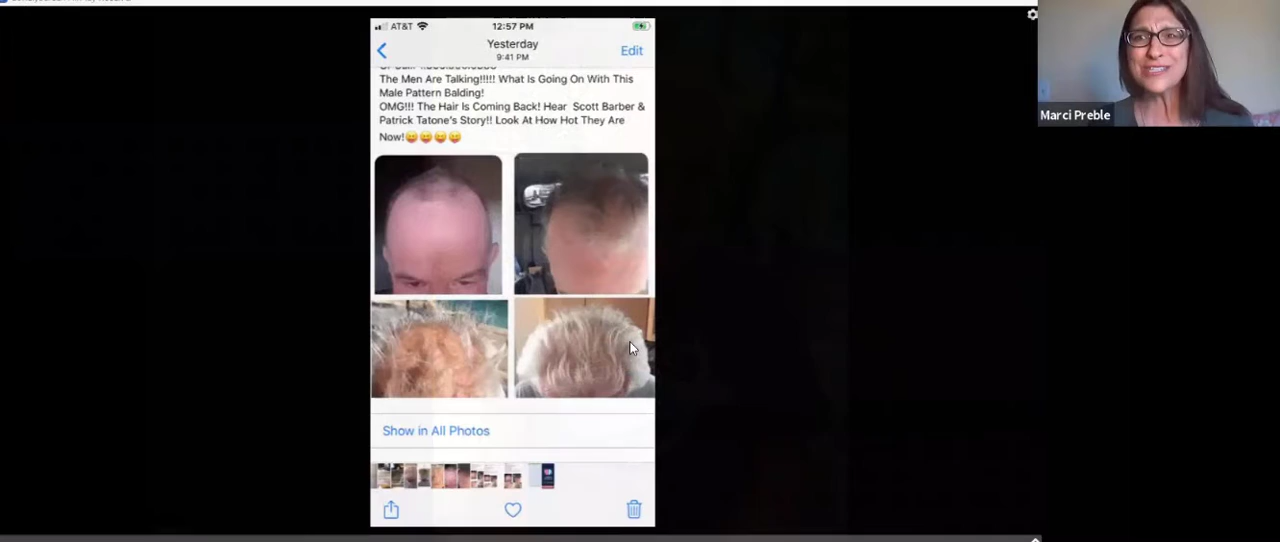 AT&T
12:57 PM
Yesterday
Edit
9:41 PM
The Men Are Talking!!!!! What Is Going On With This
Male Pattern Balding!
OMG!!! The Hair Is Coming Back! Hear Scott Barber &
Patrick Tatone's Story!! Look At How Hot They Are
Now!😝😝😝😝
Show in All Photos
Marci Preble